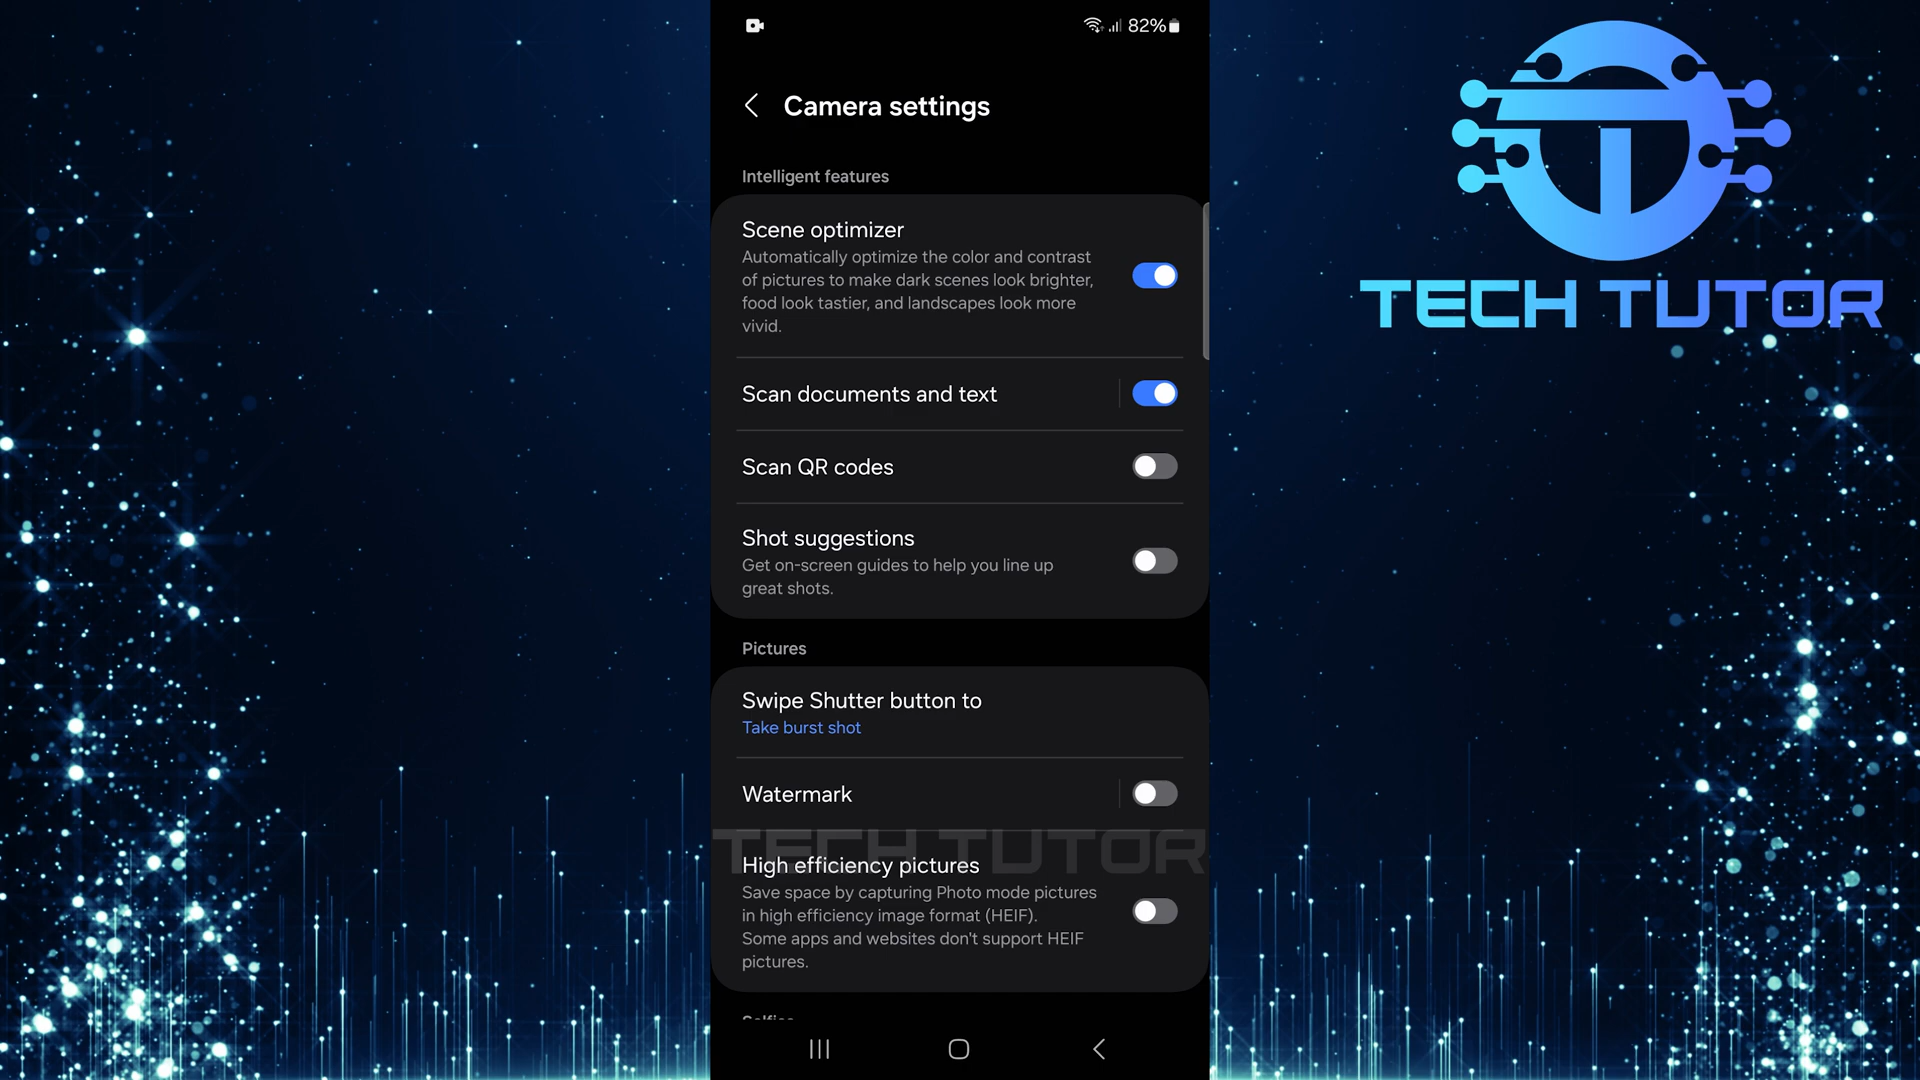 82%
Camera settings
TECH TUTOR
Intelligent features
Scene optimizer
Automatically optimize the color and contrast
of pictures to make dark scenes look brighter,
food look tastier, and landscapes look more
vivid.
Scan documents and text
Scan QR codes
Shot suggestions
Get on-screen guides to help you line up
great shots.
Pictures
Swipe Shutter button to
Take burst shot
Watermark
TECH TUTOR
High efficiency pictures
Save space by capturing Photo mode pictures
in high efficiency image format (HEIF).
Some apps and websites don't support HEIF
pictures.